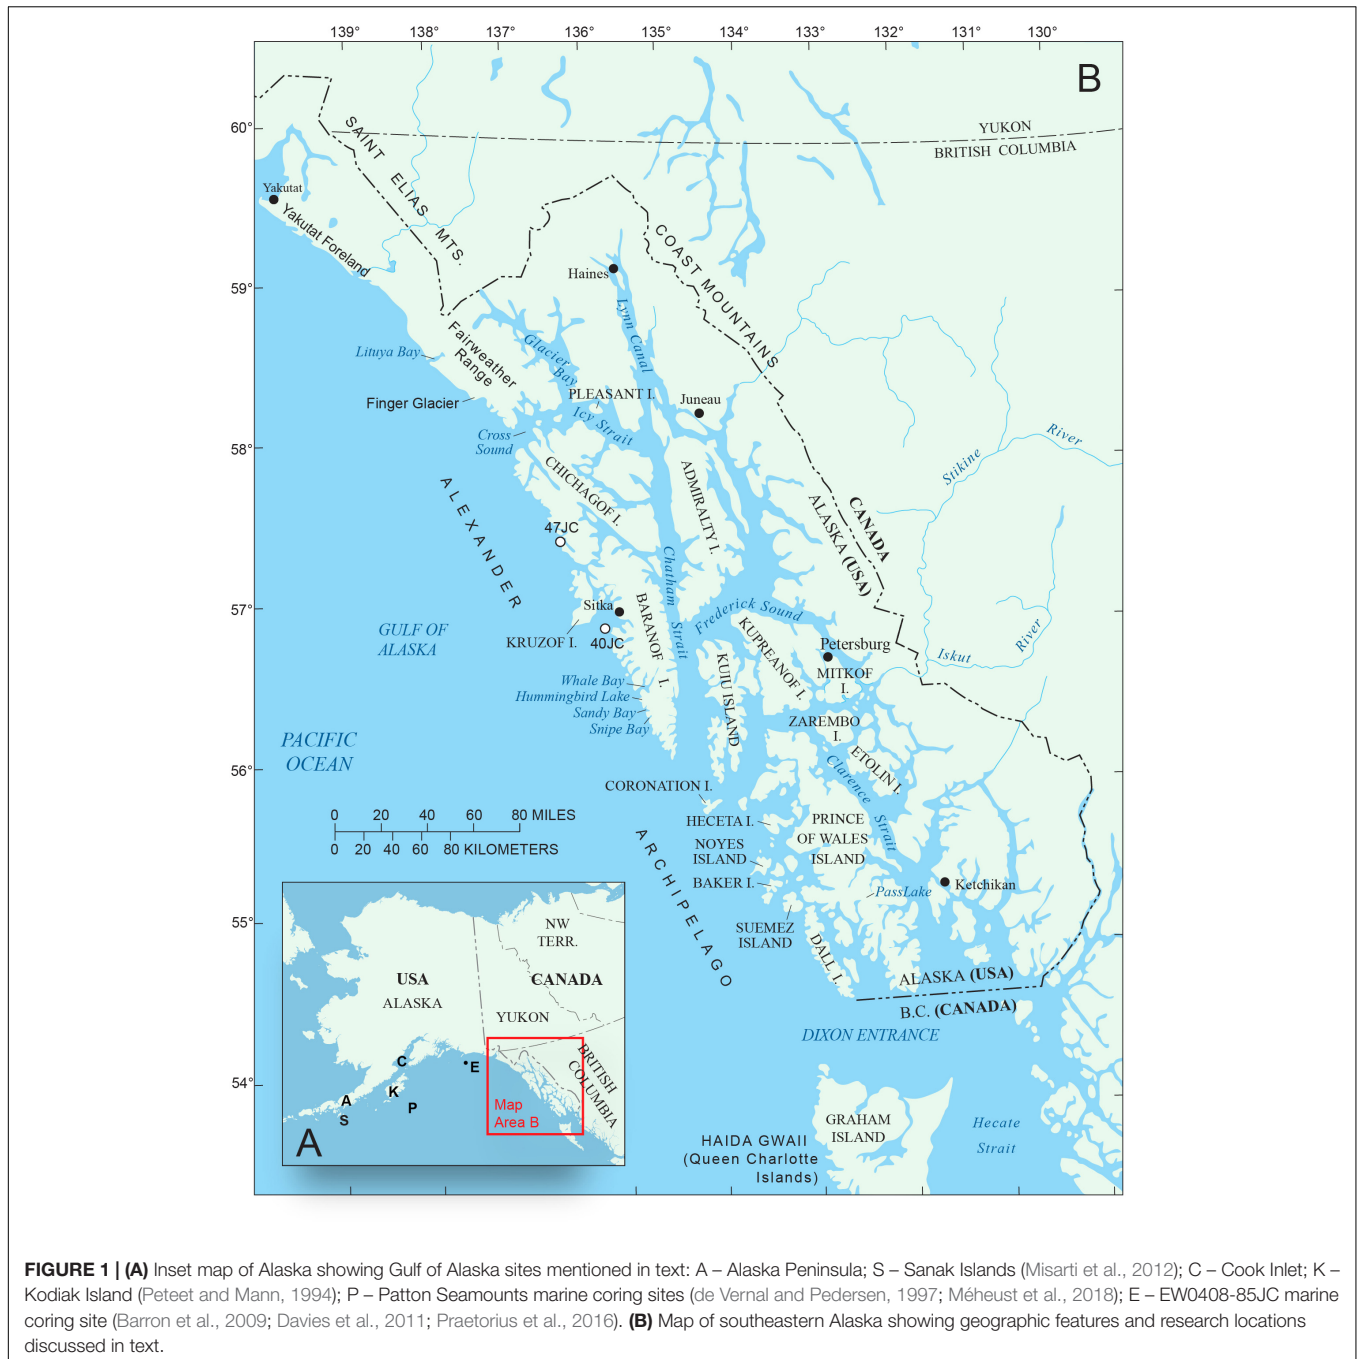 139° 138° 137° 136° 135° 134° 133° 132° 131° 130°
B
60°
59°
58°
57°
56°
55°
54°
YUKON
BRITISH COLUMBIA
SAINT ELIAS MTS.
Yakutat
Yakutat Foreland
COAST MOUNTAINS
Haines
Lynn Canal
Fairweather
Range
Glacier
Bay
Lituya Bay
PLEASANT I.
Finger Glacier
Juneau
Icy Strait
Cross
Sound
River
Stikine
CHICHAGOF I.
ADMIRALTY I.
ALEXANDER
CANADA
ALASKA (USA)
47JC
Chatham
Strait
Sitka
BARANOF
I.
Frederick Sound
KRUZOF I.
40JC
GULF OF
ALASKA
KUPREANOF I.
Petersburg
MITKOF
I.
Iskut
River
KUIU ISLAND
Whale Bay
Hummingbird Lake
Sandy Bay
Snipe Bay
ZAREMBO
I.
ETOLIN I.
PACIFIC
OCEAN
Clarence
Strait
CORONATION I.
HECETA I.
PRINCE
OF WALES
ISLAND
NOYES
ISLAND
BAKER I.
PassLake
Ketchikan
0 20 40 60 80 MILES
0 20 40 60 80 KILOMETERS
ARCHIPELAGO
SUEMEZ
ISLAND
DALL I.
ALASKA (USA)
B.C. (CANADA)
DIXON ENTRANCE
GRAHAM
ISLAND
Hecate
Strait
HAIDA GWAII
(Queen Charlotte
Islands)
NW
TERR.
USA
ALASKA
CANADA
YUKON
BRITISH
COLUMBIA
C
E
K
A
P
S
Map
Area B
A
FIGURE 1 | (A) Inset map of Alaska showing Gulf of Alaska sites mentioned in text: A – Alaska Peninsula; S – Sanak Islands (Misarti et al., 2012); C – Cook Inlet; K –
Kodiak Island (Peteet and Mann, 1994); P – Patton Seamounts marine coring sites (de Vernal and Pedersen, 1997; Méheust et al., 2018); E – EW0408-85JC marine
coring site (Barron et al., 2009; Davies et al., 2011; Praetorius et al., 2016). (B) Map of southeastern Alaska showing geographic features and research locations
discussed in text.